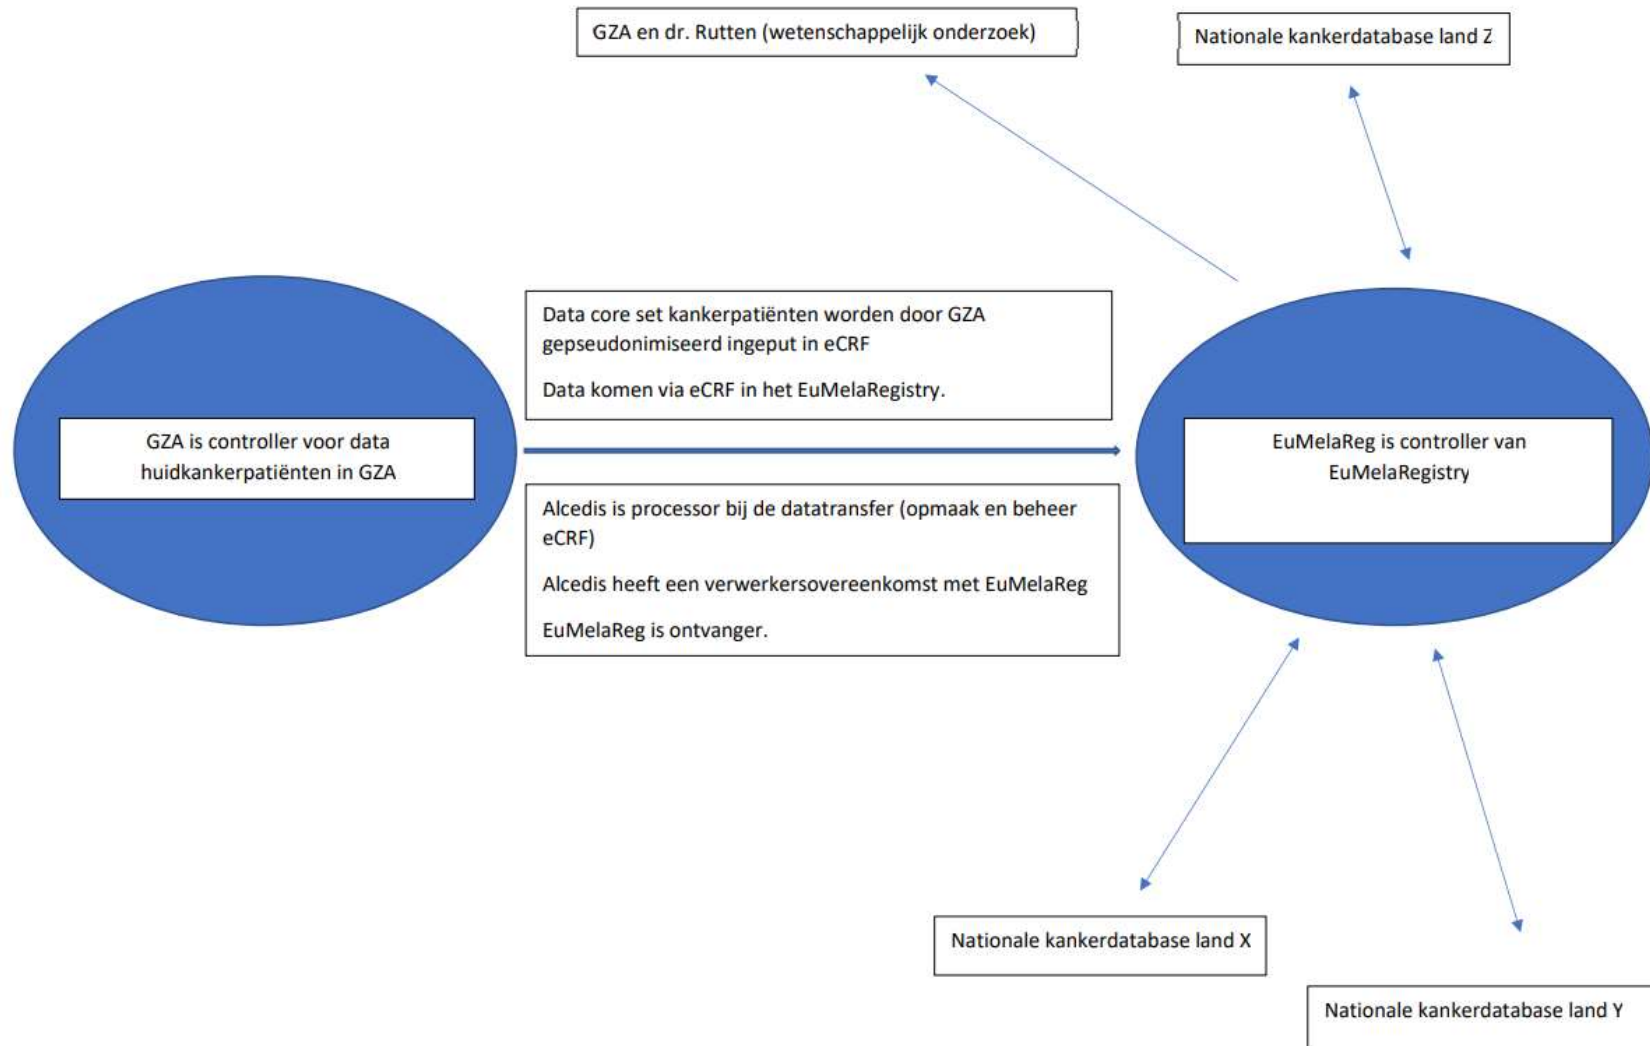 GZA en dr. Rutten (wetenschappelijk onderzoek)
Nationale kankerdatabase land Z
Data core set kankerpatiënten worden door GZA
gepseudonimiseerd ingeput in eCRF
Data komen via eCRF in het EuMelaRegistry.
GZA is controller voor data
huidkankerpatiënten in GZA
EuMelaReg is controller van
EuMelaRegistry
Alcedis is processor bij de datatransfer (opmaak en beheer
eCRF)
Alcedis heeft een verwerkersovereenkomst met EuMelaReg
EuMelaReg is ontvanger.
Nationale kankerdatabase land X
Nationale kankerdatabase land Y